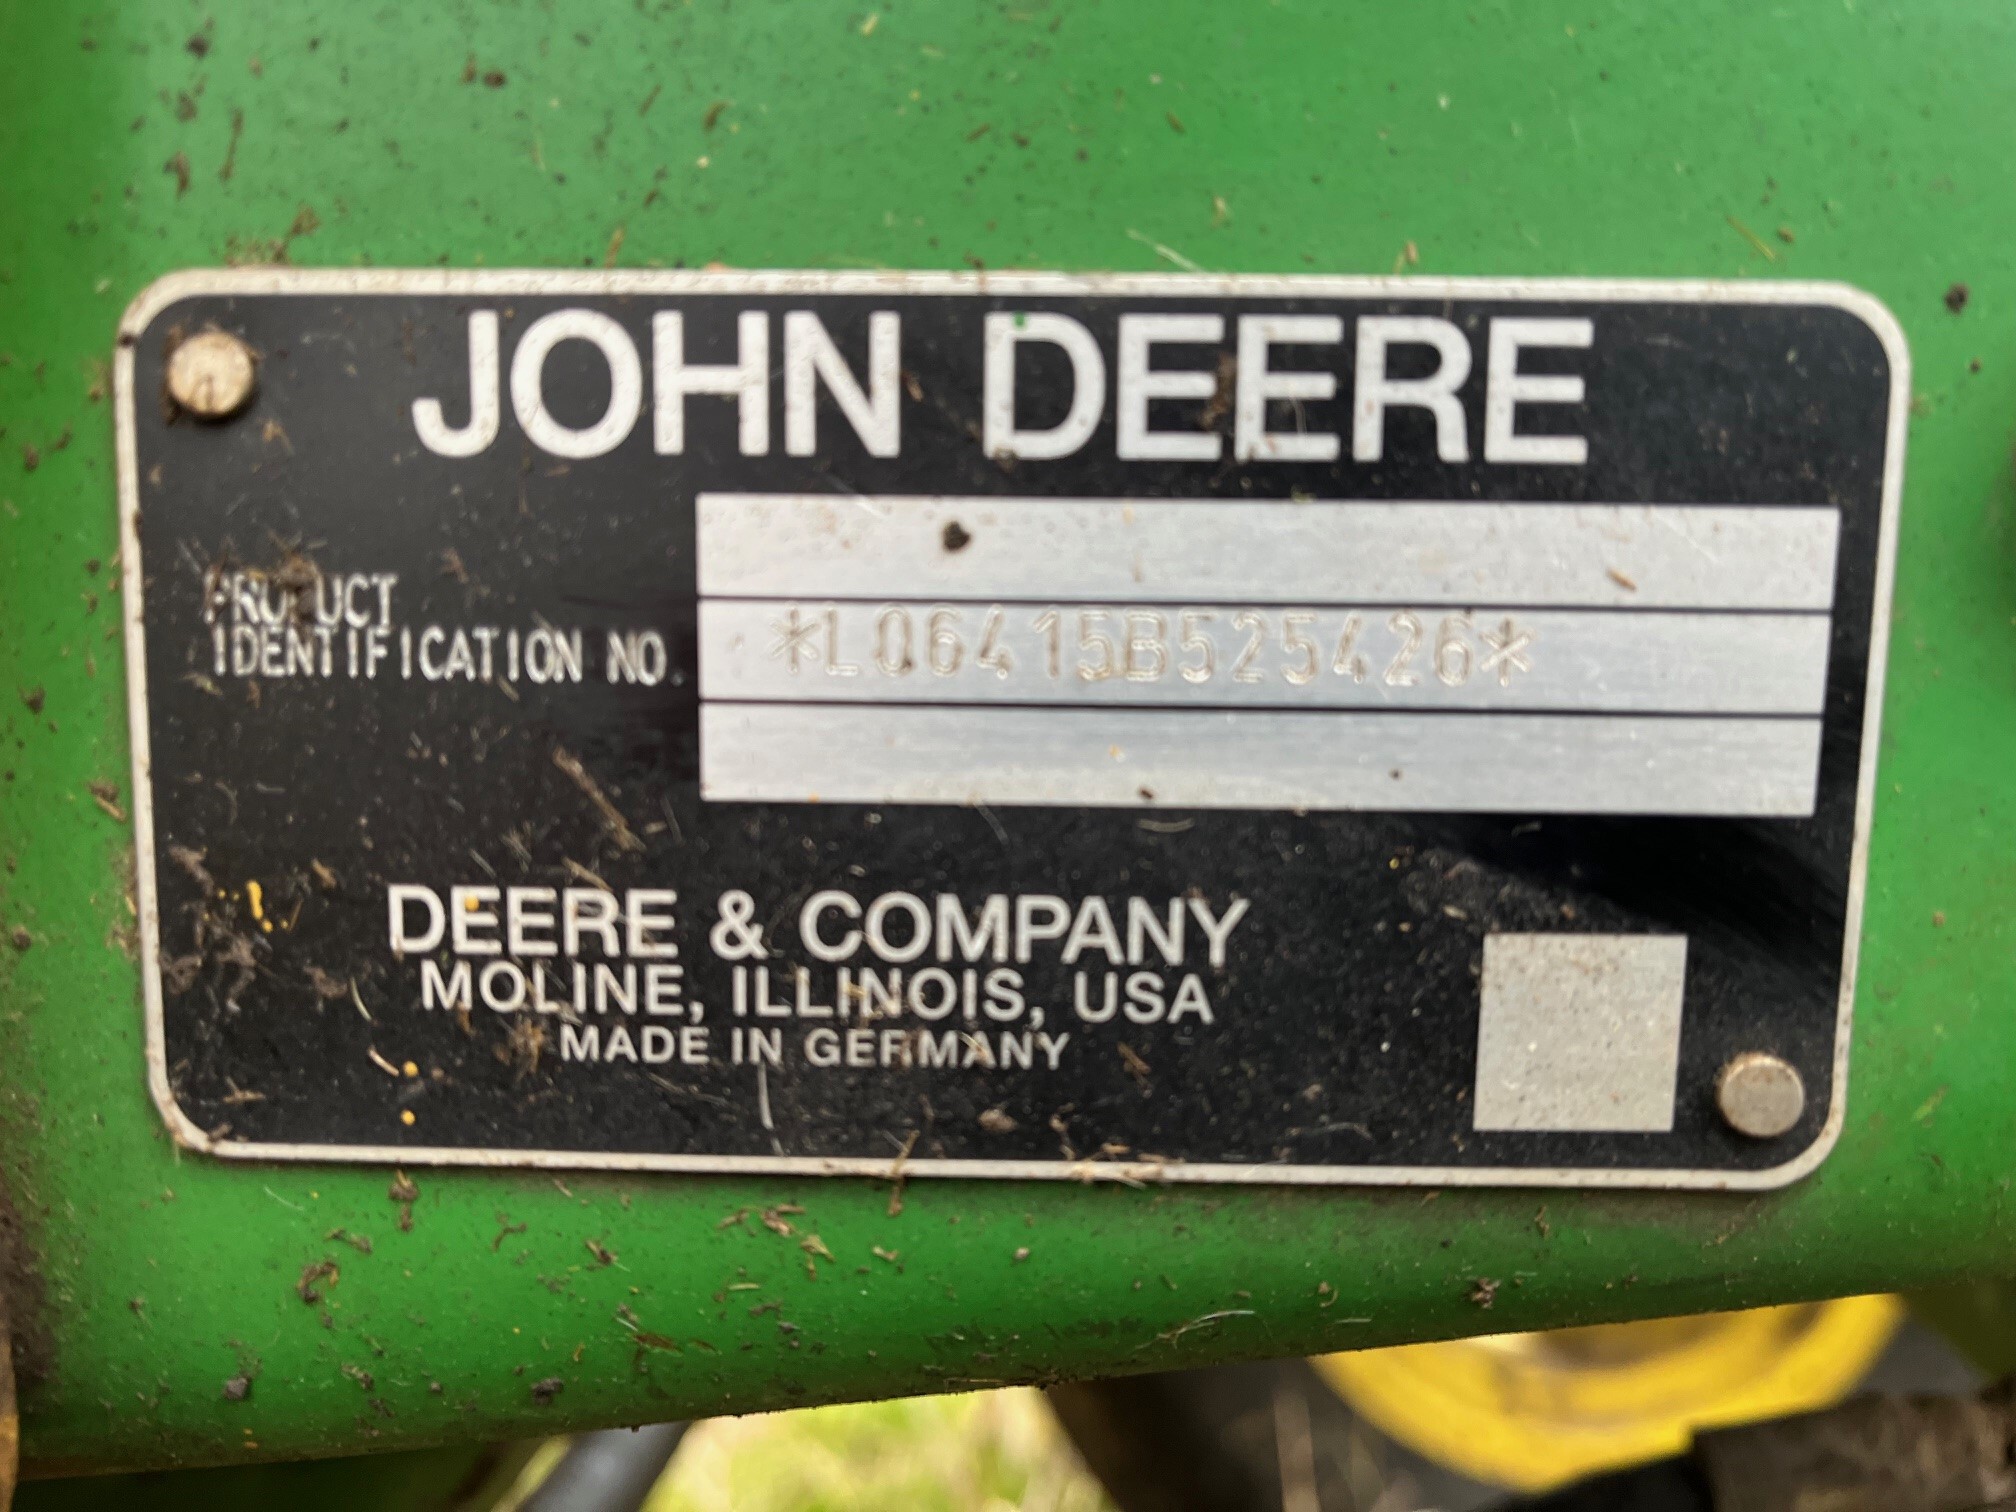 JOHN DEERE
PRODUCT
IDENTIFICATION NO.
*L06415B525426*
DEERE & COMPANY
MOLINE, ILLINOIS, USA
MADE IN GERMANY